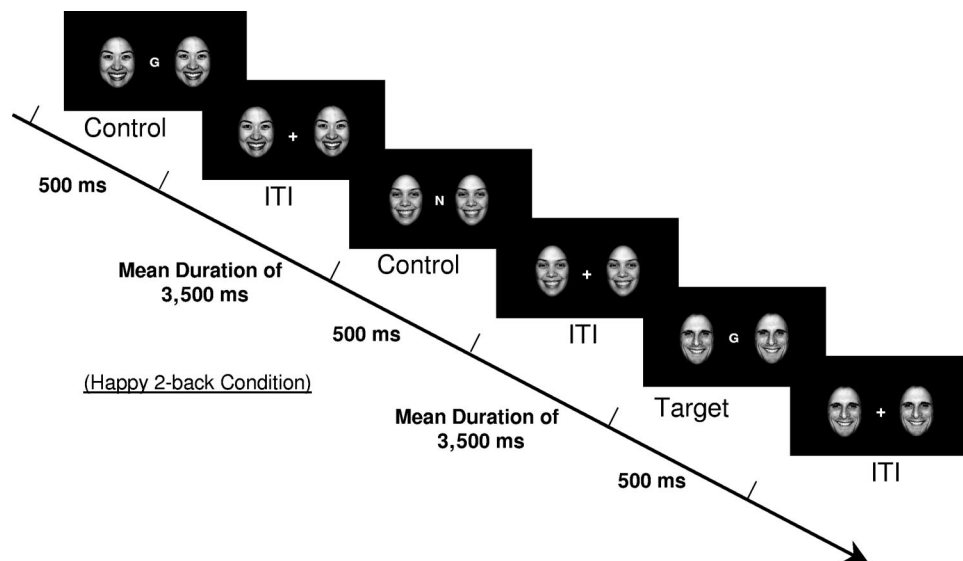 G
Control
500 ms
+
ITI
Mean Duration of
3,500 ms
N
Control
500 ms
+
ITI
Mean Duration of
3,500 ms
G
Target
500 ms
+
ITI
(Happy 2-back Condition)